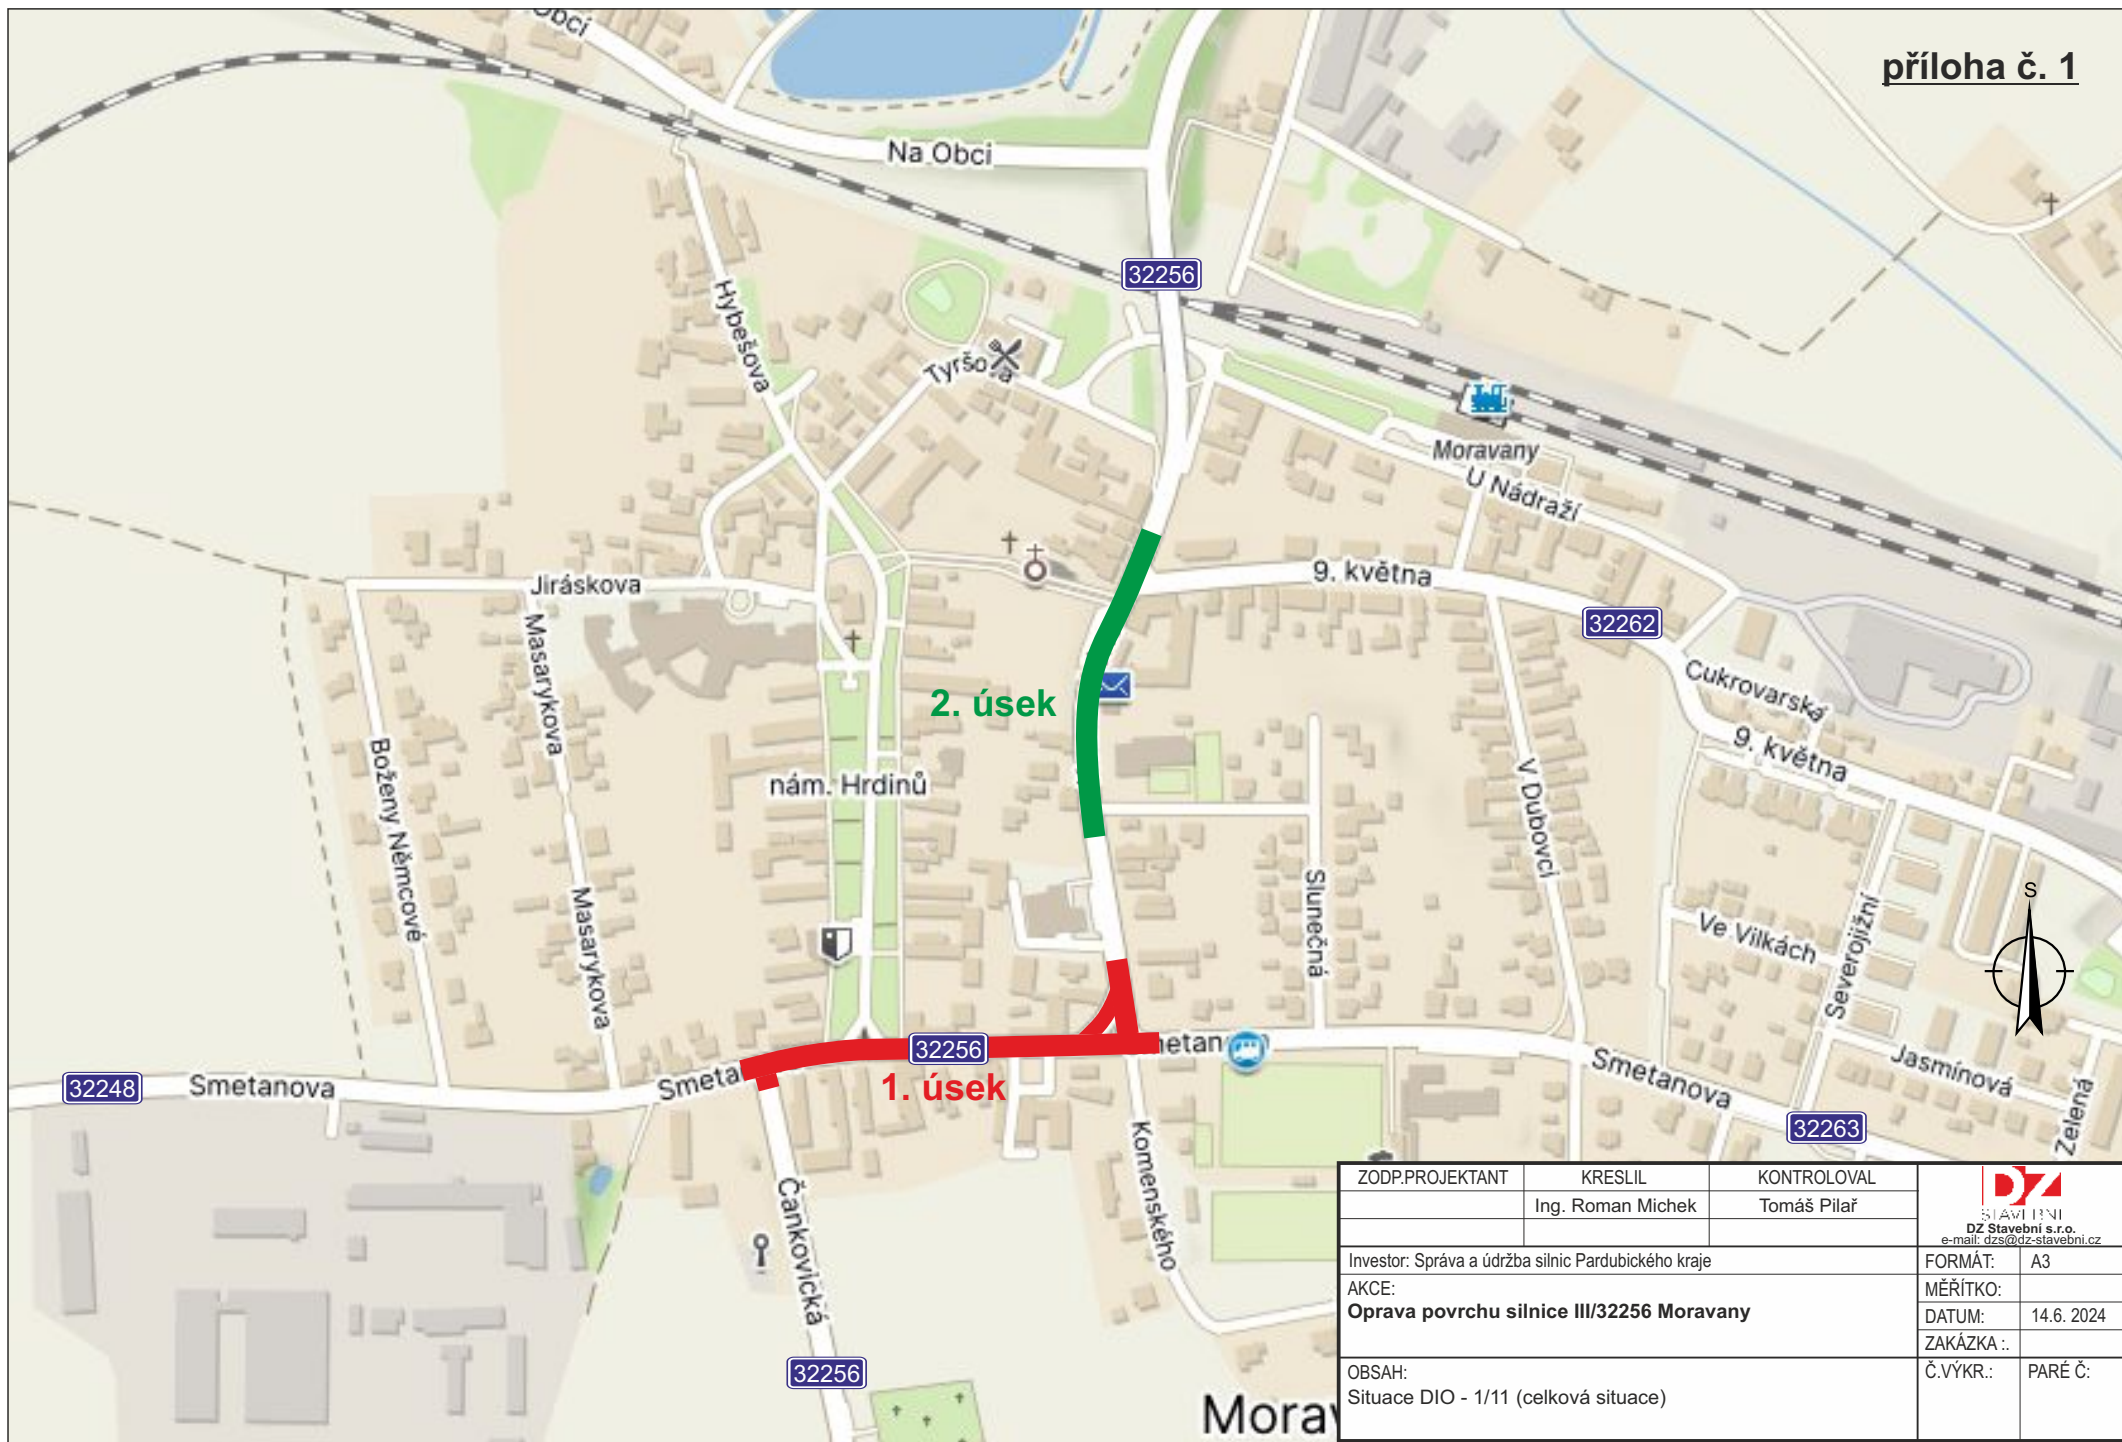 příloha č. 1
Obci
Na Obci
32256
Hybešova
Tyršova
Moravany
U Nádraží
9. května
Jiráskova
32262
Masarykova
Cukrovarská
2. úsek
9. května
Boženy Němcové
nám. Hrdinů
V Dubovci
Slunečná
Masarykova
Ve Vilkách
Severojižní
S
32256
Smetanova
Jasmínová
32248
Smetanova
1. úsek
Zelená
32263
Komenského
Čankovická
32256
ZODP.PROJEKTANT KRESLIL KONTROLOVAL
Ing. Roman Michek Tomáš Pilař
DZ
STAVEBNÍ
DZ Stavební s.r.o.
e-mail: dzs@dz-stavebni.cz
Investor: Správa a údržba silnic Pardubického kraje
FORMÁT: A3
AKCE:
Oprava povrchu silnice III/32256 Moravany
MĚŘÍTKO:
DATUM: 14.6. 2024
ZAKÁZKA :.
OBSAH:
Situace DIO - 1/11 (celková situace)
Č.VÝKR.: PARÉ Č: